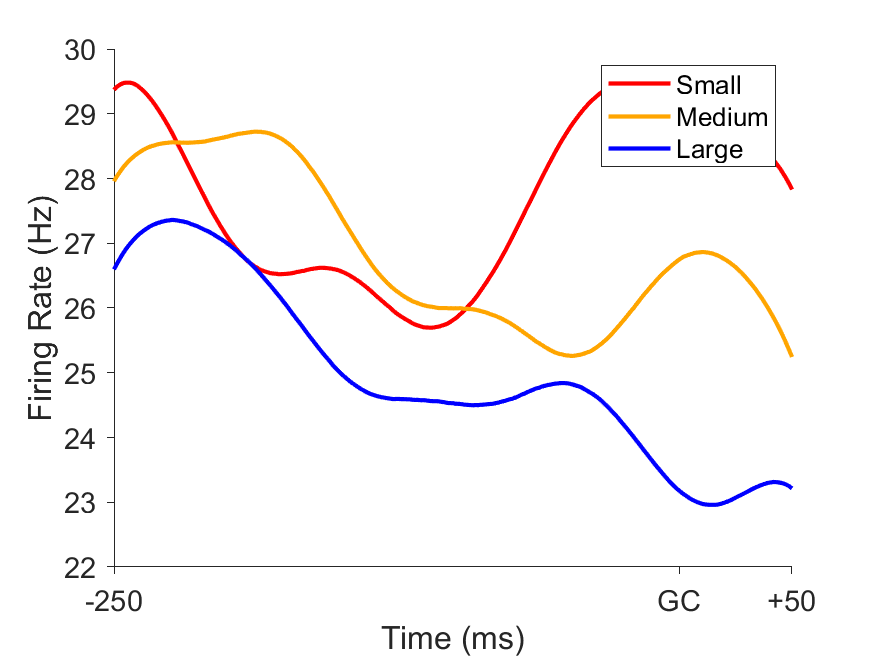 30
29
28
27
26
25
24
23
22
Firing Rate (Hz)
Small
Medium
Large
-250
GC
+50
Time (ms)